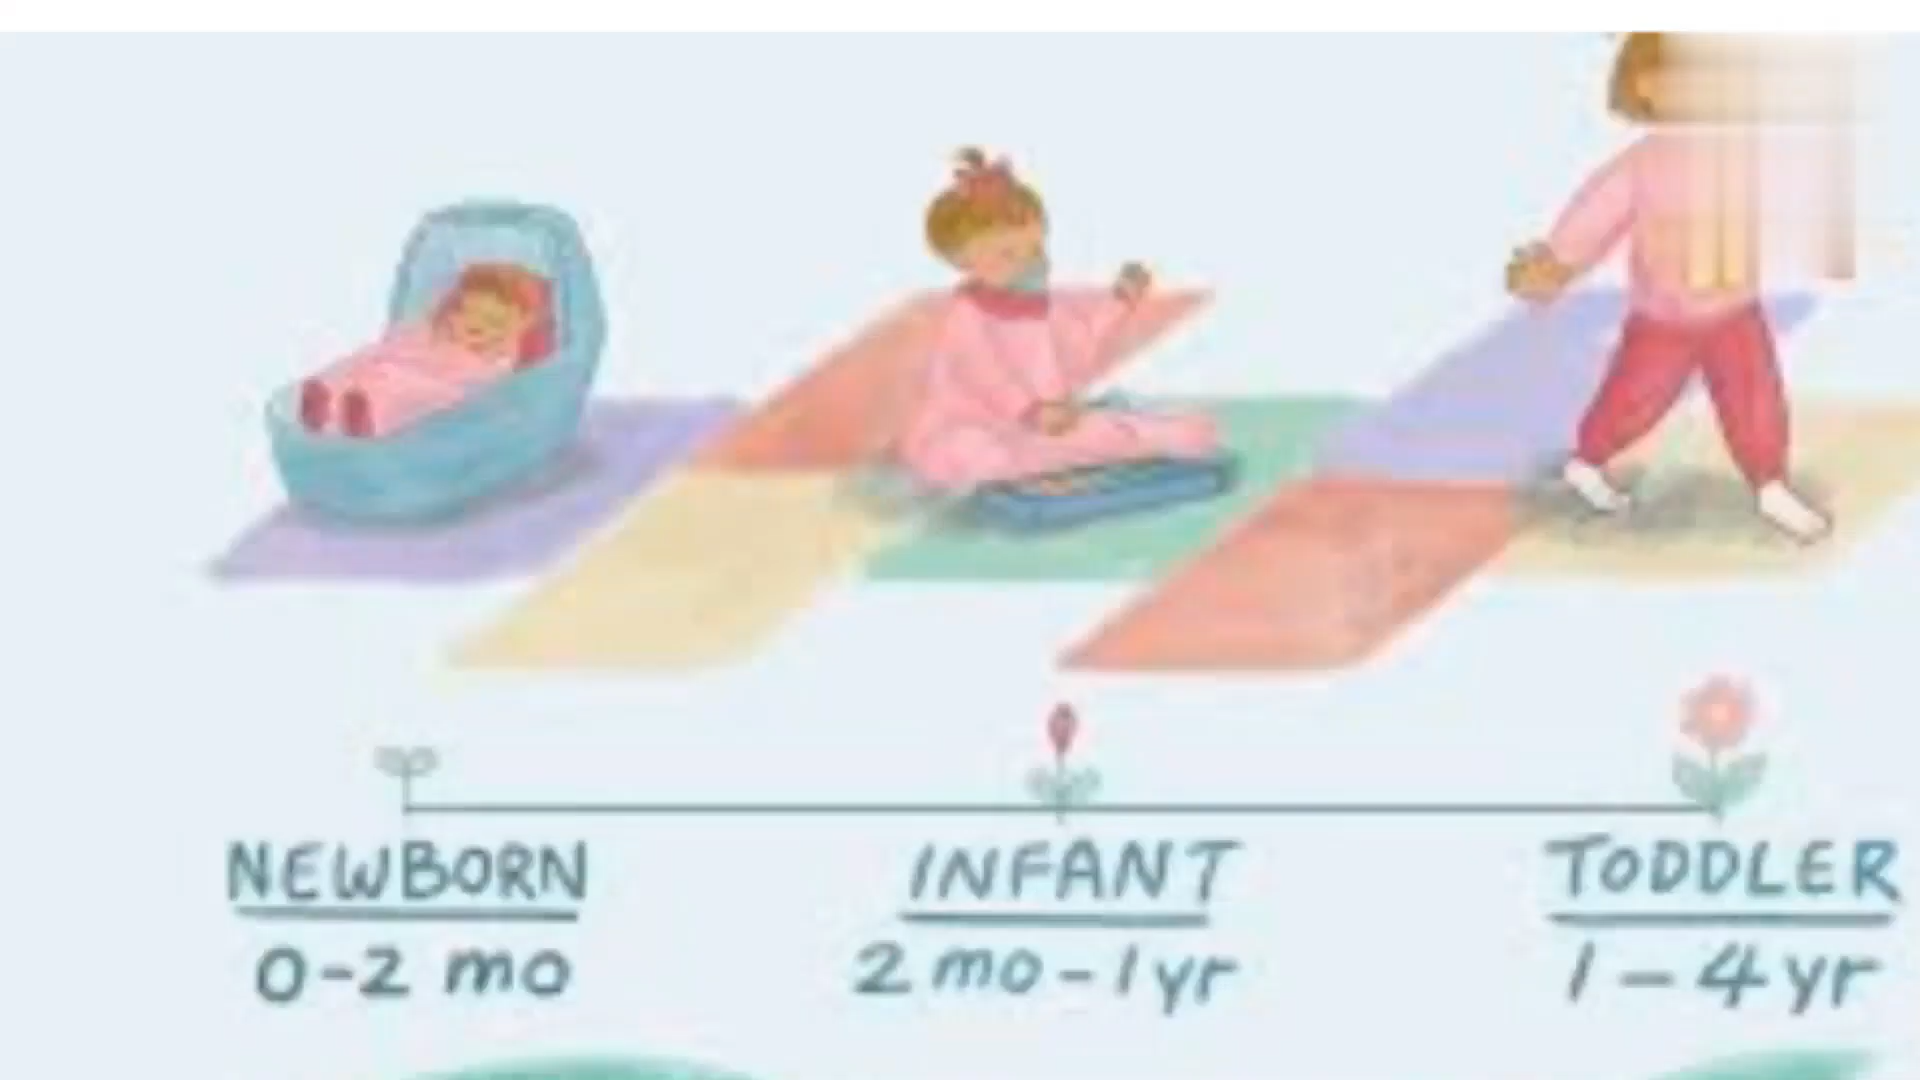 NEWBORN
0-2 mo
INFANT
2 mo - 1 yr
TODDLER
1 - 4 yr